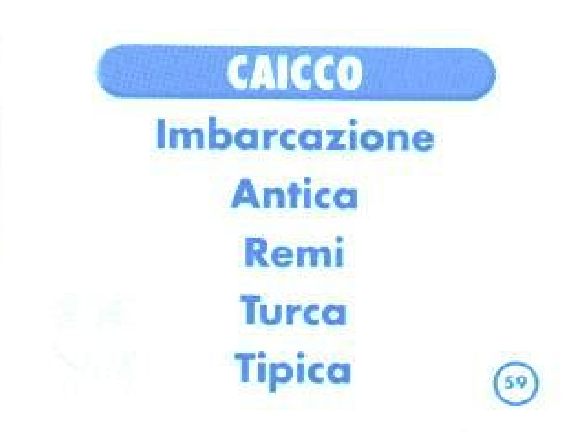 CAICCO
Imbarcazione
Antica
Remi
Turca
Tipica
59